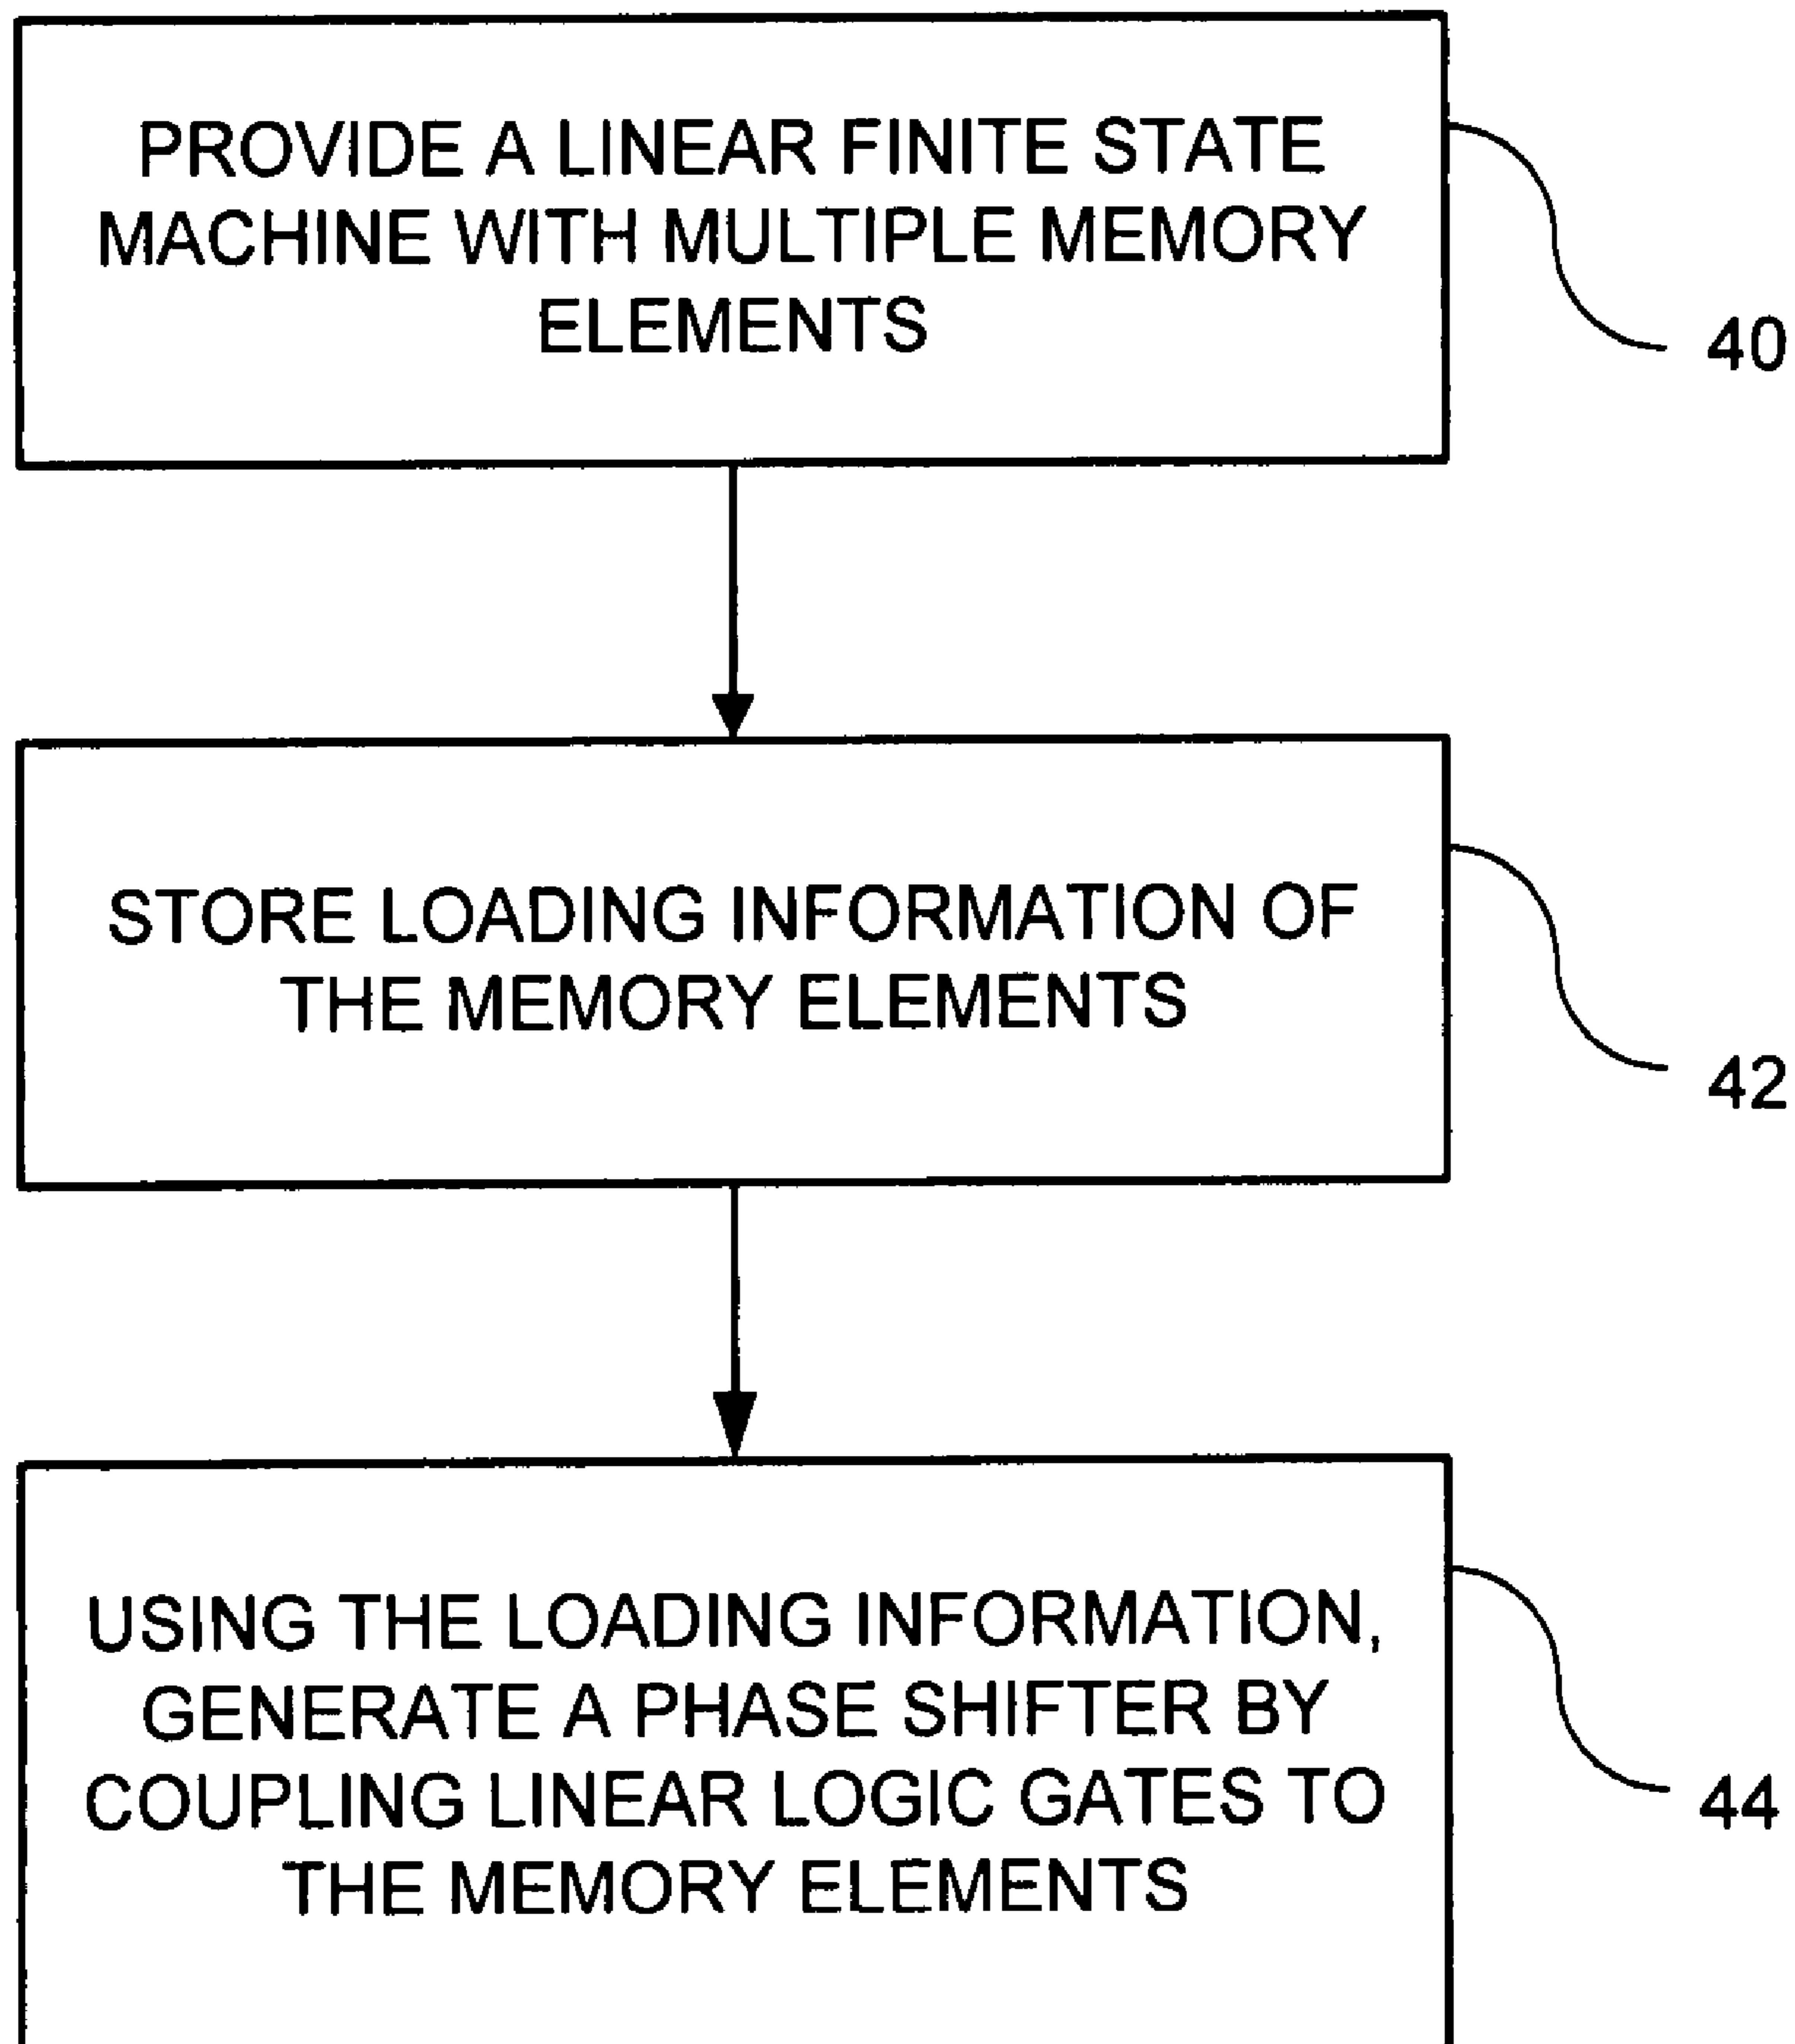 PROVIDE A LINEAR FINITE STATE
MACHINE WITH MULTIPLE MEMORY
ELEMENTS
40
STORE LOADING INFORMATION OF
THE MEMORY ELEMENTS
42
USING THE LOADING INFORMATION,
GENERATE A PHASE SHIFTER BY
COUPLING LINEAR LOGIC GATES TO
THE MEMORY ELEMENTS
44